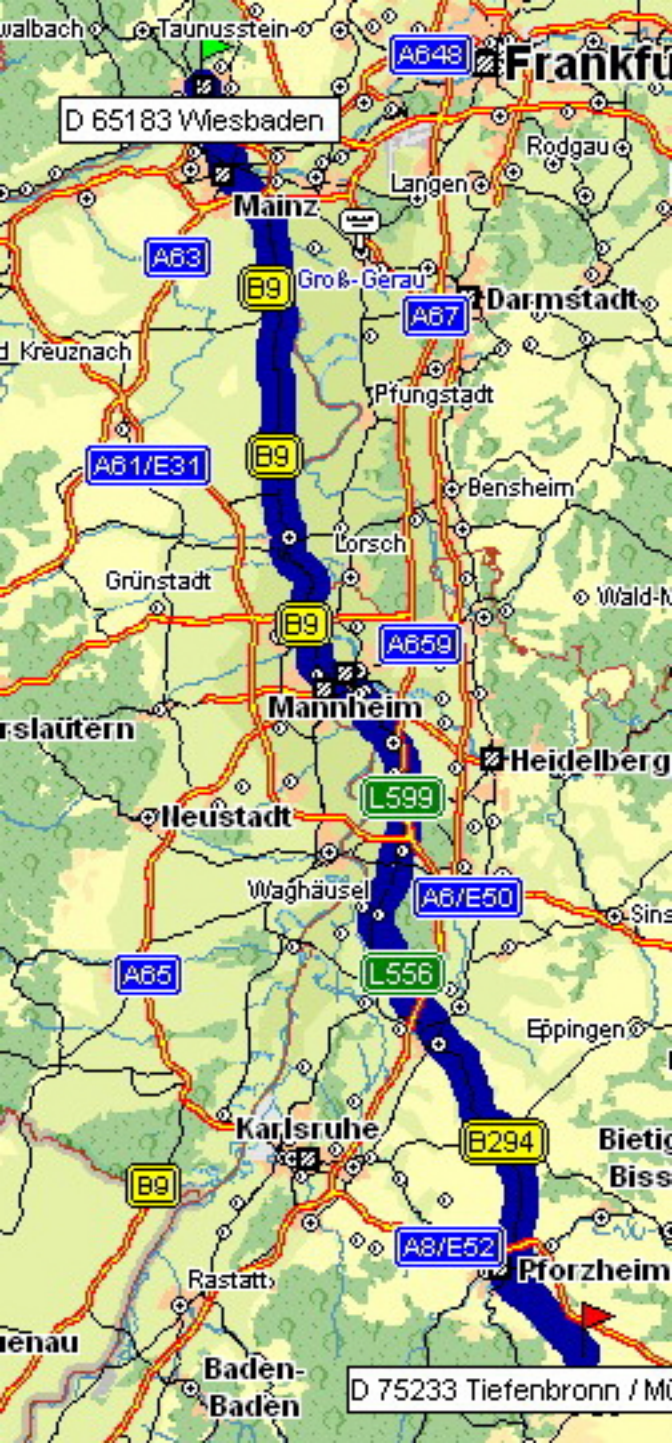 walbach
Taunusstein
A648
Frankfu
D 65183 Wiesbaden
Rodgau
Langen
Mainz
A63
B9
Groß-Gerau
Darmstadt
A67
d Kreuznach
Pfungstadt
B9
A61/E31
Bensheim
Lorsch
Grünstadt
Wald-M
B9
A659
Mannheim
rslautern
Heidelberg
L599
Neustadt
Waghäusel
A6/E50
Sins
A65
L556
Eppingen
Karlsruhe
B294
Bietig
Biss
B9
A8/E52
Pforzheim
Rastatt
uenau
Baden-
Baden
D 75233 Tiefenbronn / Mü